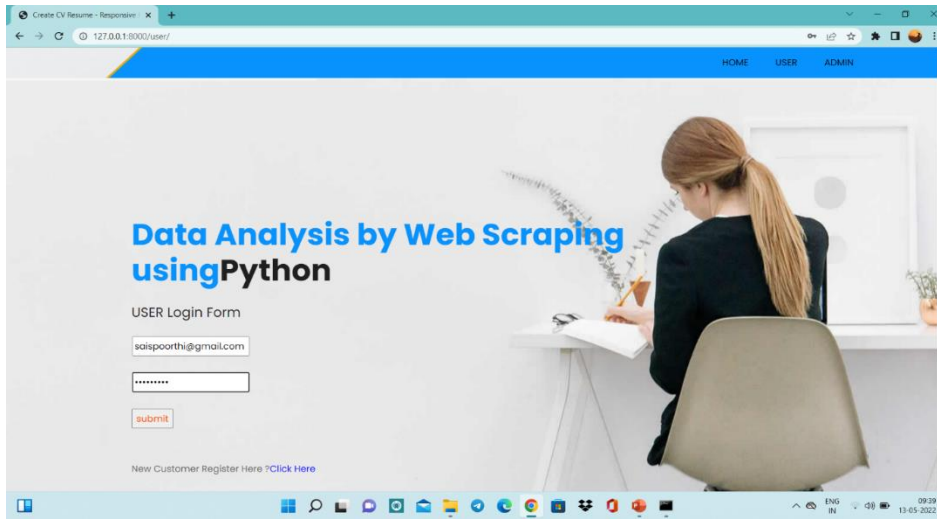 Create CV Resume - Responsive
127.0.0.1:8000/user/
HOME USER ADMIN
Data Analysis by Web Scraping
usingPython
USER Login Form
saispoorthi@gmail.com
•••••••••
submit
New Customer Register Here ?Click Here
ENG
IN
09:39
13-05-2022